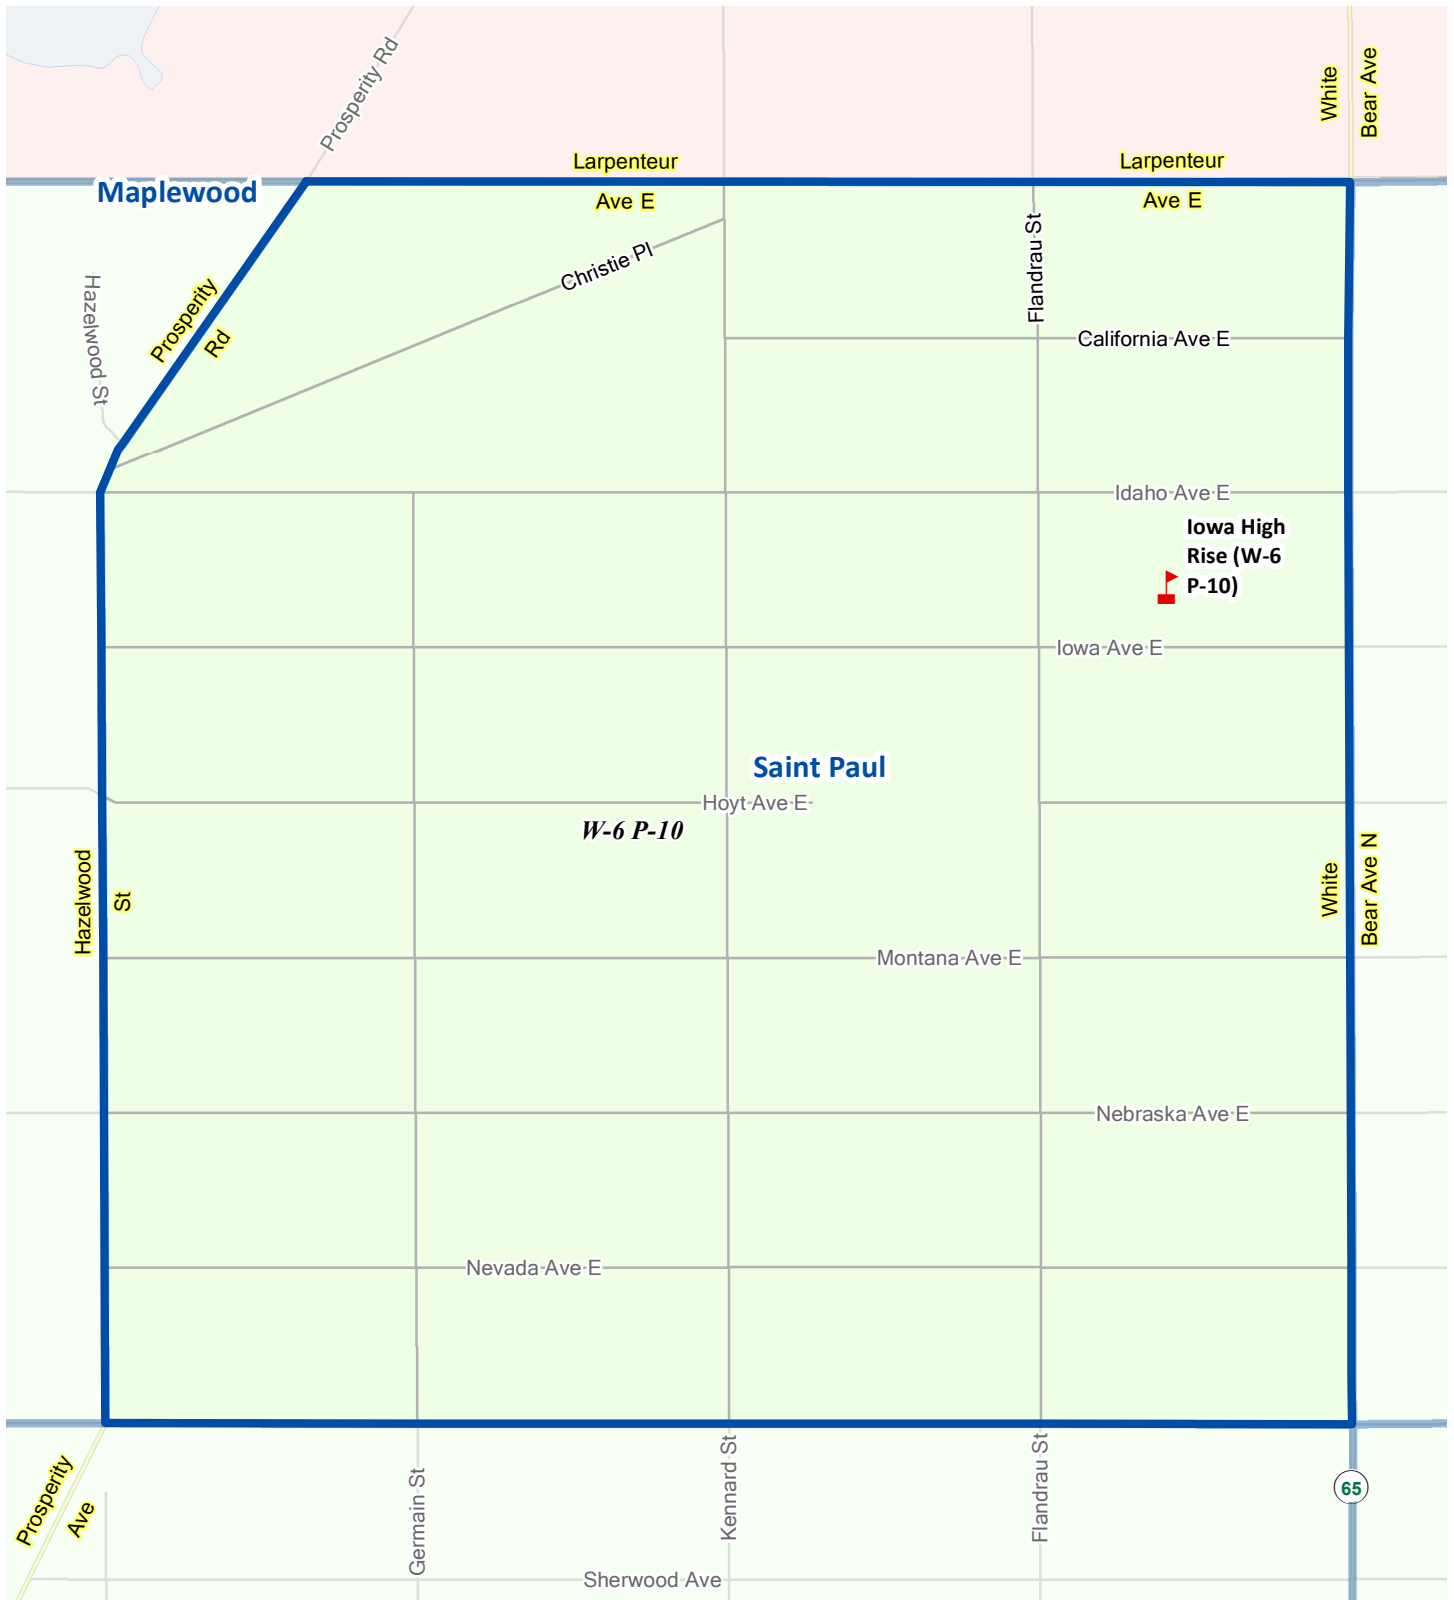 Prosperity Rd
White
Bear Ave
Larpenteur
Ave E
Larpenteur
Ave E
Maplewood
Prosperity
Rd
Hazelwood St
Christie Pl
Flandrau St
California Ave E
Idaho Ave E
Iowa High
Rise (W-6
P-10)
Iowa Ave E
Saint Paul
Hoyt Ave E
W-6 P-10
Hazelwood
St
White
Bear Ave N
Montana Ave E
Nebraska Ave E
Nevada Ave E
Prosperity
Ave
Germain St
Kennard St
Flandrau St
65
Sherwood Ave